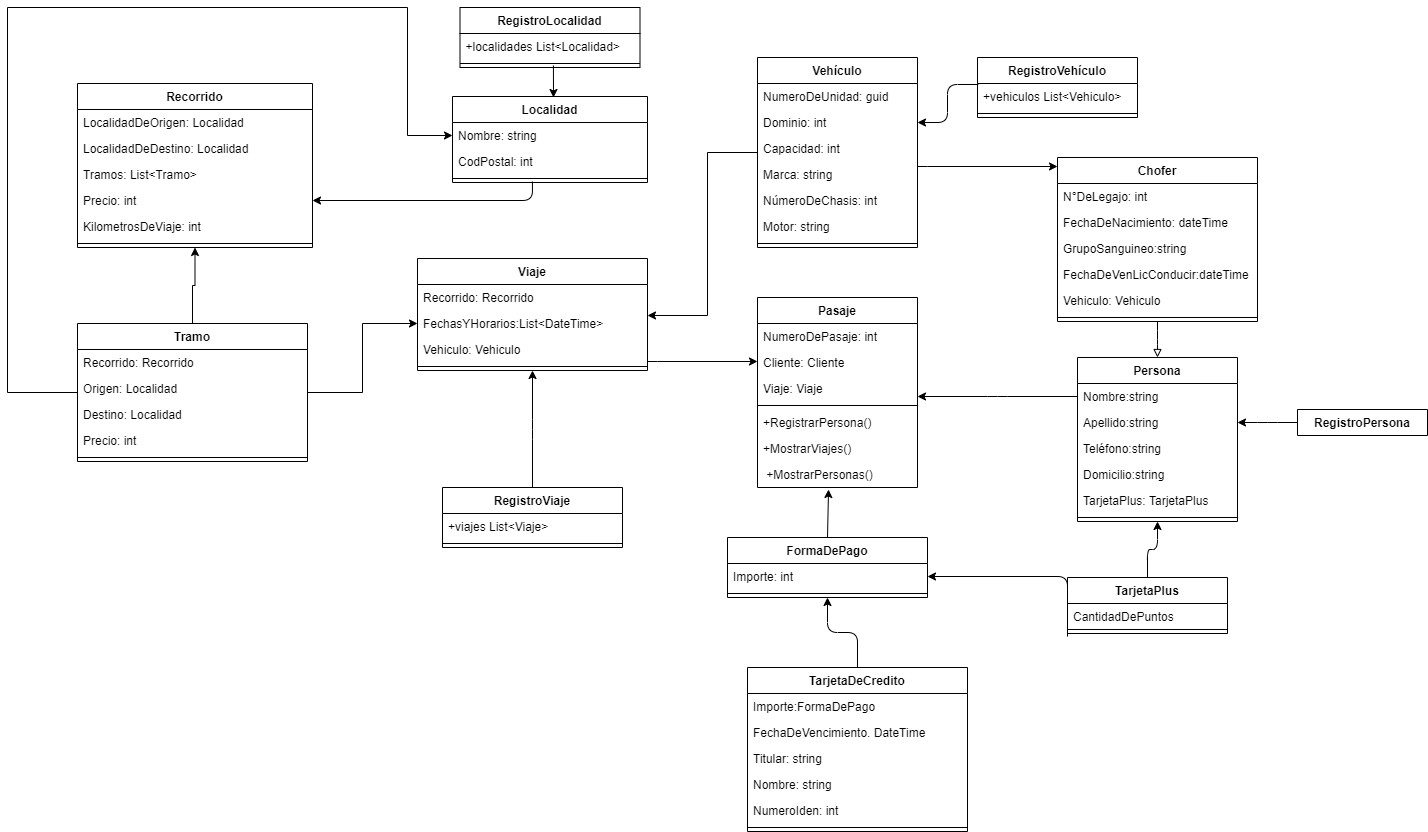 RegistroLocalidad
+localidades List<Localidad>
Recorrido
LocalidadDeOrigen: Localidad
LocalidadDeDestino: Localidad
Tramos: List<Tramo>
Precio: int
KilometrosDeViaje: int
Localidad
Nombre: string
CodPostal: int
Vehículo
NumeroDeUnidad: guid
Dominio: int
Capacidad: int
Marca: string
NúmeroDeChasis: int
Motor: string
RegistroVehículo
+vehiculos List<Vehiculo>
Chofer
N°DeLegajo: int
FechaDeNacimiento: dateTime
GrupoSanguineo:string
FechaDeVenLicConducir:dateTime
Vehiculo: Vehiculo
Viaje
Recorrido: Recorrido
FechasYHorarios:List<DateTime>
Vehiculo: Vehiculo
Tramo
Recorrido: Recorrido
Origen: Localidad
Destino: Localidad
Precio: int
Pasaje
NumeroDePasaje: int
Cliente: Cliente
Viaje: Viaje
+RegistrarPersona()
+MostrarViajes()
+MostrarPersonas()
Persona
Nombre:string
Apellido:string
Teléfono:string
Domicilio:string
TarjetaPlus: TarjetaPlus
RegistroPersona
RegistroViaje
+viajes List<Viaje>
FormaDePago
Importe: int
TarjetaPlus
CantidadDePuntos
TarjetaDeCredito
Importe:FormaDePago
FechaDeVencimiento. DateTime
Titular: string
Nombre: string
NumeroIden: int